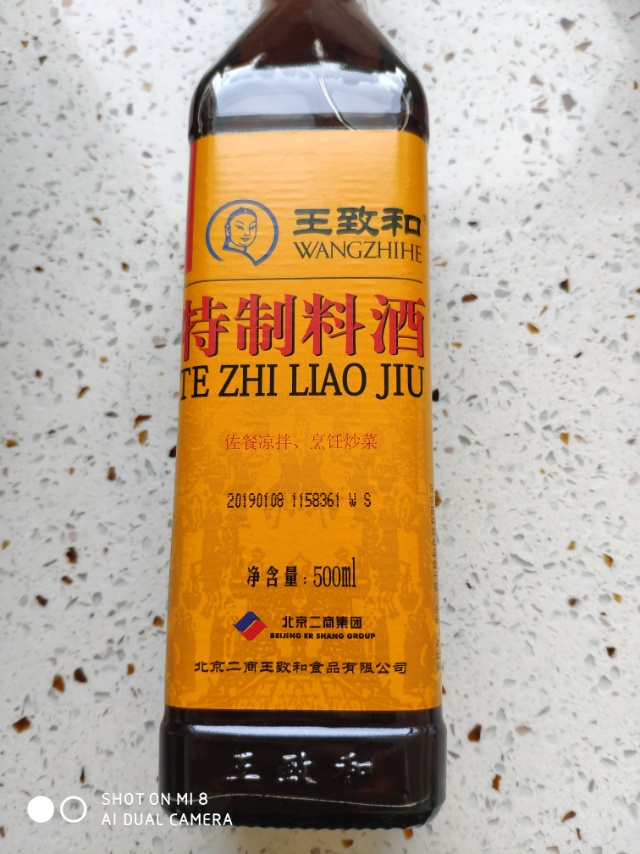 王致和
WANGZHIHE
特制料酒
TE ZHI LIAO JIU
佐餐凉拌、烹饪炒菜
20190108 1158361 W S
净含量:500ml
北京二商集团
BEIJING ER SHANG GROUP
北京二商王致和食品有限公司
王致和
SHOT ON MI 8
AI DUAL CAMERA